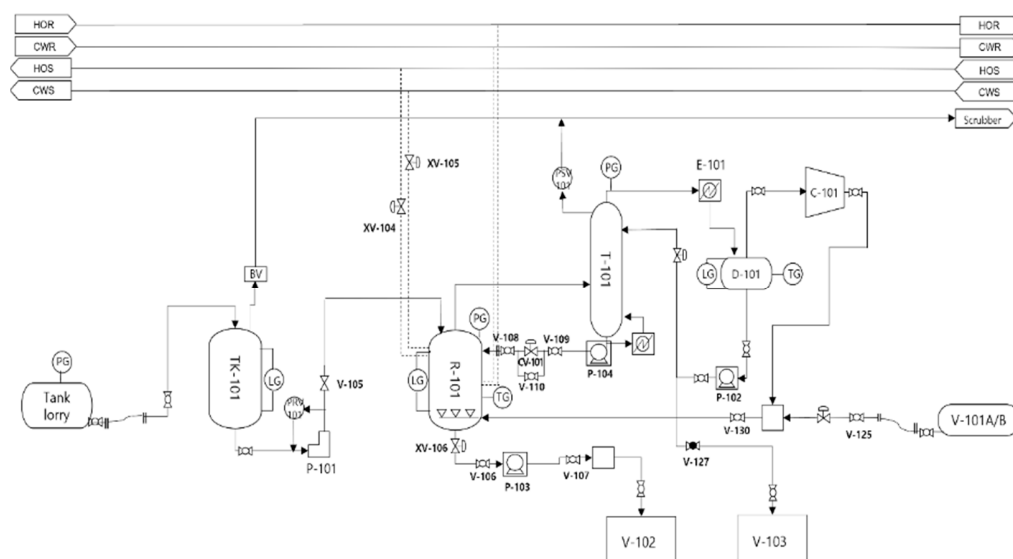 HOR
HOR
CWR
CWR
HOS
HOS
CWS
CWS
Scrubber
XV-105
PG
E-101
PSV
101
C-101
XV-104
T-101
BV
LG
D-101
TG
PG
V-108
V-109
PG
TK-101
LG
V-105
R-101
LG
CV-101
V-110
P-104
Tank
lorry
PRV
101
TG
P-102
V-130
V-125
V-101A/B
P-101
XV-106
V-106
P-103
V-107
V-127
V-102
V-103